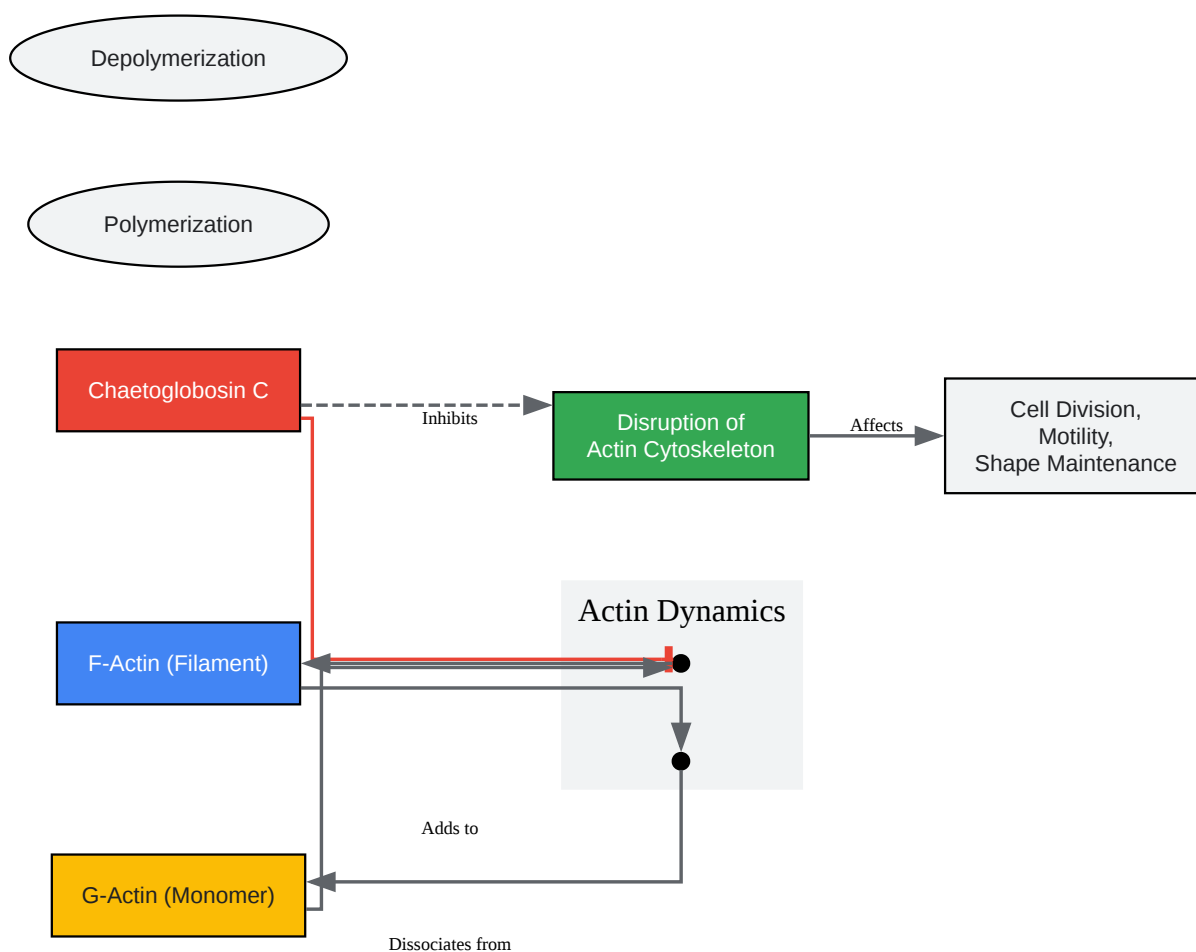 Depolymerization
Polymerization
Chaetoglobosin C
Inhibits
Disruption of
Actin Cytoskeleton
Affects
Cell Division,
Motility,
Shape Maintenance
Actin Dynamics
F-Actin (Filament)
Adds to
G-Actin (Monomer)
Dissociates from